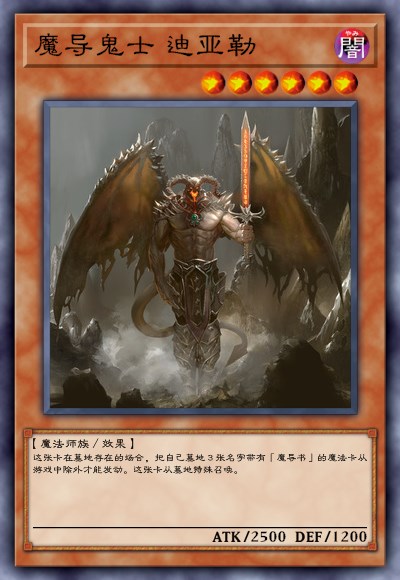 魔导鬼士 迪亚勒
やみ
闇
【魔法师族/效果】
这张卡在墓地存在的场合，把自己墓地3张名字带有「魔导书」的魔法卡从
游戏中除外才能发动。这张卡从墓地特殊召唤。
ATK/2500 DEF/1200